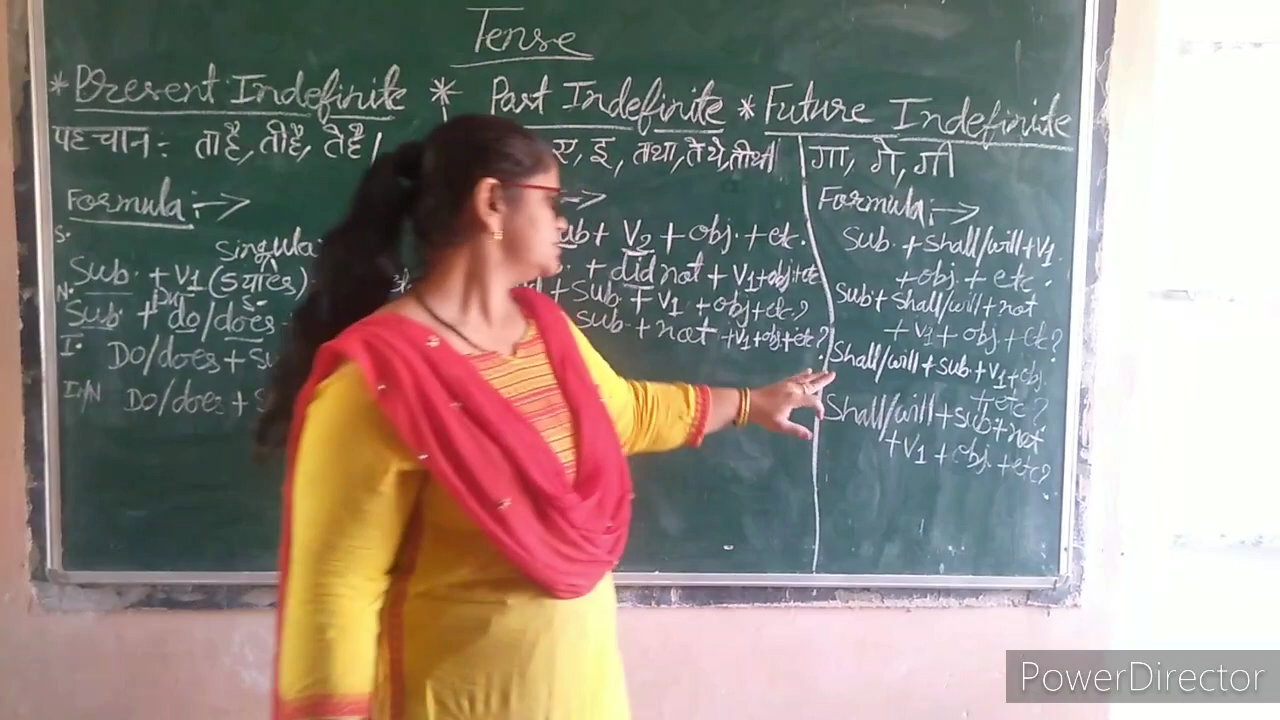 Tense
* Present Indefinite * Past Indefinite * Future Indefinite
पहचान: ता है, ती है, ते है।
Formula :->
S.
Sub + V1 (s या es)
N.
Sub + do/does
I. Do/does +
I/N Do/does +
ए, इ, ता था, ते थे, ती थी
Sub + V2 + obj. + etc.
+ did not + V1 + obj + etc
+ sub + V1 + obj + etc?
sub + not + V1 + obj + etc?
गा, गे, गी
Formula :->
Sub. + shall/will + V1
+ obj + etc.
Sub + shall/will + not
+ V1 + obj + etc?
Shall/will + sub + V1 + obj.
+ etc?
Shall/will + sub + not
+ V1 + obj. + etc?
PowerDirector